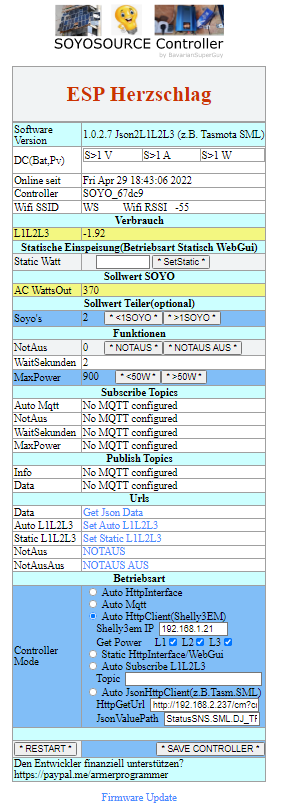 SOYOSOURCE Controller
by BavarianSuperGuy
ESP Herzschlag
Software Version 1.0.2.7 Json2L1L2L3 (z.B. Tasmota SML)
DC(Bat,Pv) S>1 V S>1 A S>1 W
Online seit Fri Apr 29 18:43:06 2022
Controller SOYO_67dc9
Wifi SSID WS Wifi RSSI -55
Verbrauch
L1L2L3 -1.92
Statische Einspeisung(Betriebsart Statisch WebGui)
Static Watt * SetStatic *
Sollwert SOYO
AC WattsOut 370
Sollwert Teiler(optional)
Soyo's 2 * <1SOYO * * >1SOYO *
Funktionen
NotAus 0 * NOTAUS * * NOTAUS AUS *
WaitSekunden 2
MaxPower 900 * <50W * * >50W *
Subscribe Topics
Auto Mqtt No MQTT configured
NotAus No MQTT configured
WaitSekunden No MQTT configured
MaxPower No MQTT configured
Publish Topics
Info No MQTT configured
Data No MQTT configured
Urls
Data Get Json Data
Auto L1L2L3 Set Auto L1L2L3
Static L1L2L3 Set Static L1L2L3
NotAus NOTAUS
NotAusAus NOTAUS AUS
Betriebsart
Controller Mode
Auto HttpInterface
Auto Mqtt
Auto HttpClient(Shelly3EM)
Shelly3em IP 192.168.1.21
Get Power L1 L2 L3
Static HttpInterface/WebGui
Auto Subscribe L1L2L3
Topic
Auto JsonHttpClient(z.B.Tasm.SML)
HttpGetUrl http://192.168.2.237/cm?c
JsonValuePath StatusSNS.SML.DJ_TF
* RESTART * * SAVE CONTROLLER *
Den Entwickler finanziell unterstützen?
https://paypal.me/armerprogrammer
Firmware Update